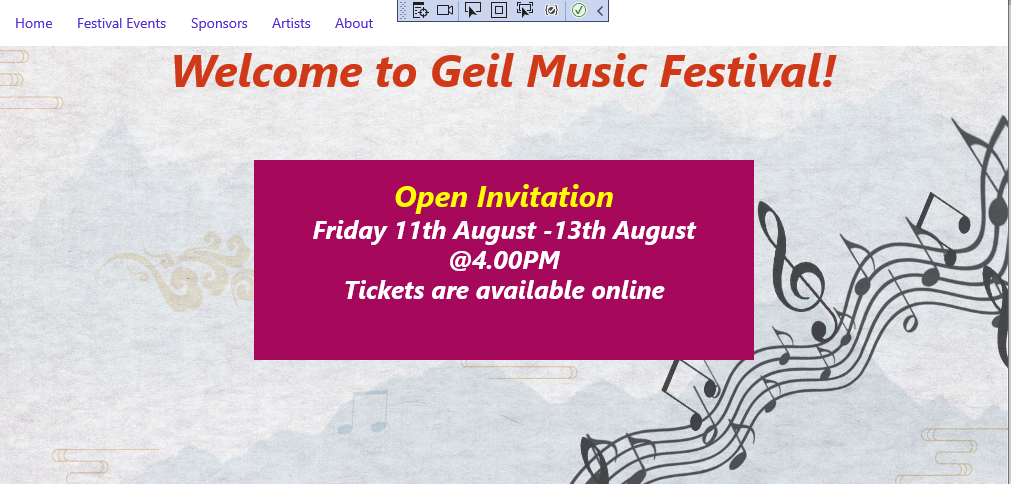 Home Festival Events Sponsors Artists About
Welcome to Geil Music Festival!
Open Invitation
Friday 11th August -13th August
@4.00PM
Tickets are available online